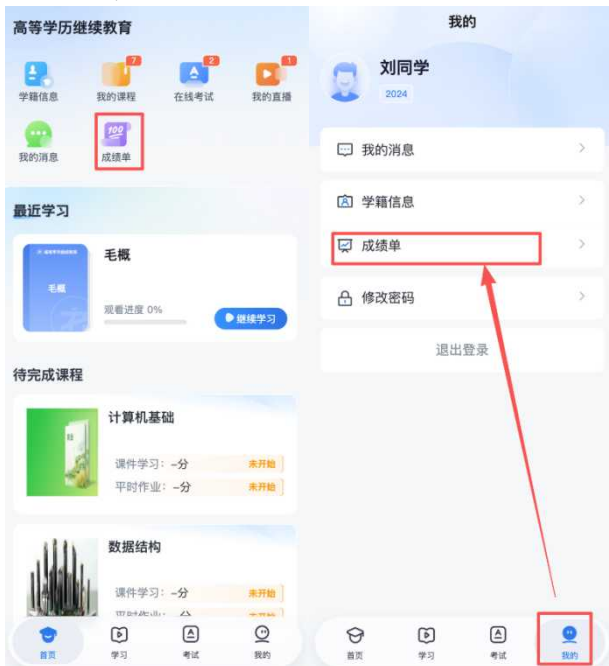 高等学历继续教育
7
2
1
学籍信息
我的课程
在线考试
我的直播
100
我的消息
成绩单
最近学习
毛概
毛概
观看进度 0%
继续学习
待完成课程
计算机基础
课件学习：-分
未开始
平时作业：-分
未开始
数据结构
课件学习：-分
未开始
首页
学习
考试
我的
我的
刘同学
2024
我的消息
学籍信息
成绩单
修改密码
退出登录
首页
学习
考试
我的